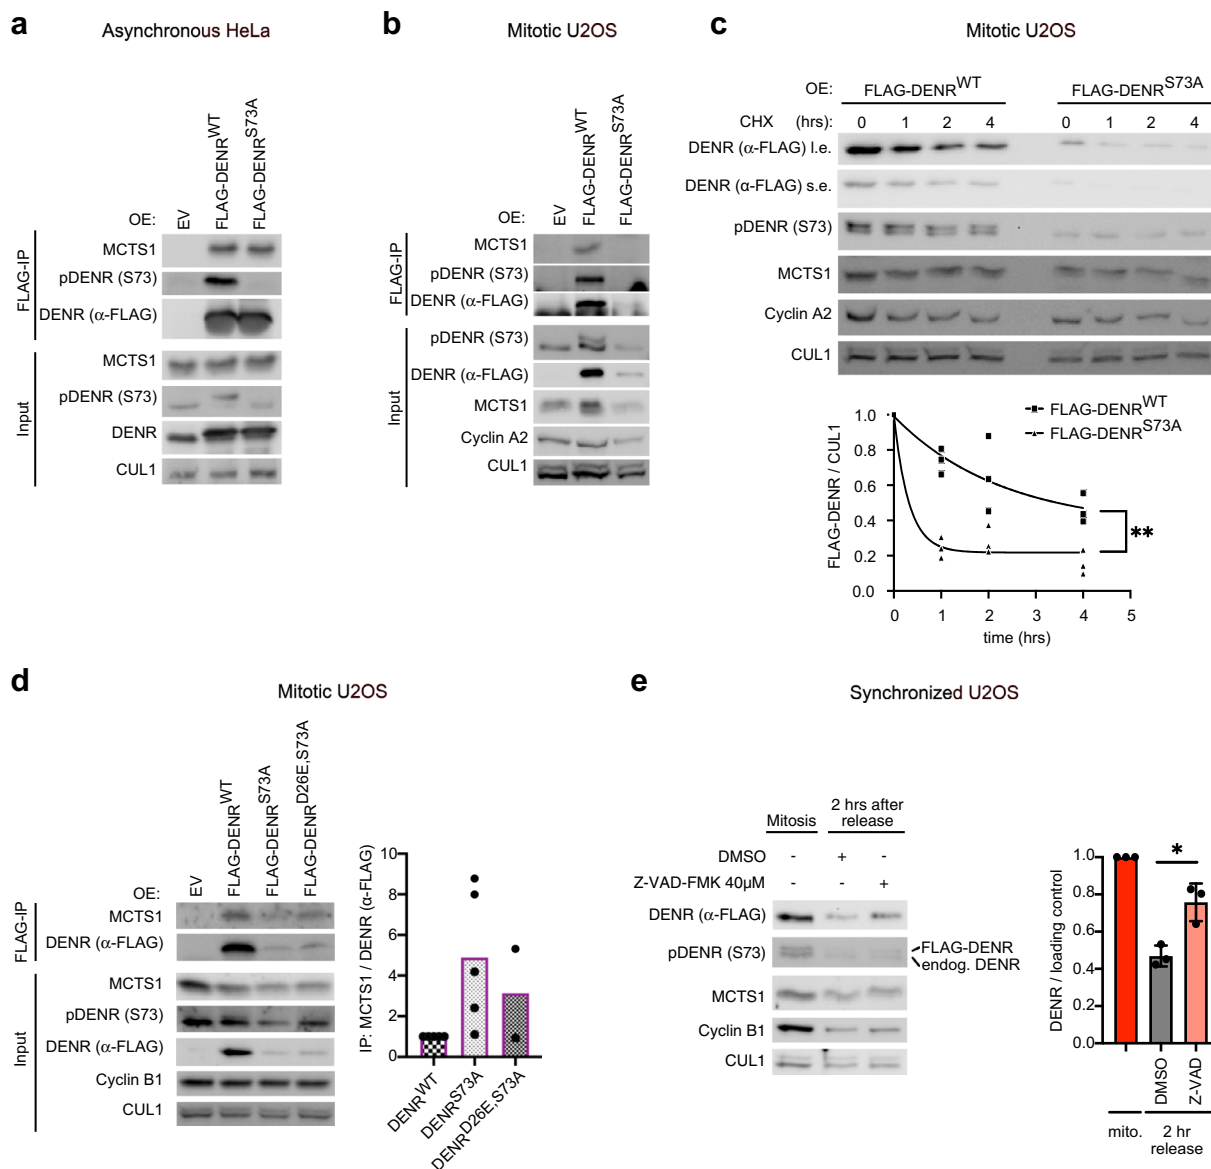 a
Asynchronous HeLa
OE:
EV
FLAG-DENR^WT
FLAG-DENR^S73A
FLAG-IP
MCTS1
pDENR (S73)
DENR (α-FLAG)
Input
MCTS1
pDENR (S73)
DENR
CUL1
b
Mitotic U2OS
OE:
EV
FLAG-DENR^WT
FLAG-DENR^S73A
FLAG-IP
MCTS1
pDENR (S73)
DENR (α-FLAG)
Input
pDENR (S73)
DENR (α-FLAG)
MCTS1
Cyclin A2
CUL1
c
Mitotic U2OS
OE: FLAG-DENR^WT FLAG-DENR^S73A
CHX (hrs): 0 1 2 4 0 1 2 4
DENR (α-FLAG) l.e.
DENR (α-FLAG) s.e.
pDENR (S73)
MCTS1
Cyclin A2
CUL1
FLAG-DENR^WT
FLAG-DENR^S73A
FLAG-DENR / CUL1
1.0
0.8
0.6
0.4
0.2
0.0
**
0 1 2 3 4 5
time (hrs)
d
Mitotic U2OS
OE:
EV
FLAG-DENR^WT
FLAG-DENR^S73A
FLAG-DENR^D26E,S73A
FLAG-IP
MCTS1
DENR (α-FLAG)
Input
MCTS1
pDENR (S73)
DENR (α-FLAG)
Cyclin B1
CUL1
IP: MCTS1 / DENR (α-FLAG)
10
8
6
4
2
0
DENR^WT
DENR^S73A
DENR^D26E,S73A
e
Synchronized U2OS
Mitosis
2 hrs after
release
DMSO - + -
Z-VAD-FMK 40μM - - +
DENR (α-FLAG)
pDENR (S73)
FLAG-DENR
endog. DENR
MCTS1
Cyclin B1
CUL1
DENR / loading control
1.0
0.8
0.6
0.4
0.2
0.0
*
DMSO
Z-VAD
mito.
2 hr
release